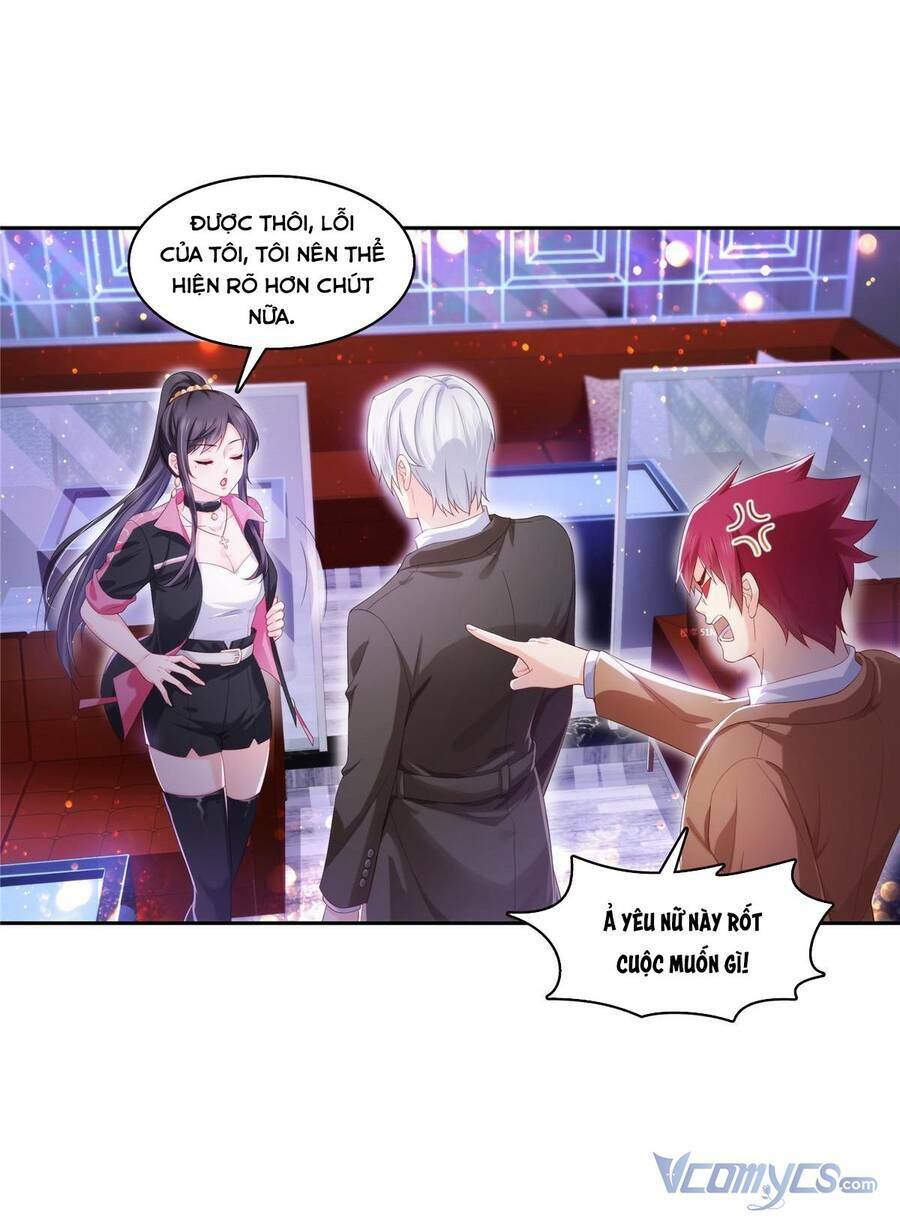 ĐƯỢC THÔI, LỖI
CỦA TÔI, TÔI NÊN THỂ
HIỆN RÕ HƠN CHÚT
NỮA.
Ả YÊU NỮ NÀY RỐT
CUỘC MUỐN GÌ!
VCOMYCS.com